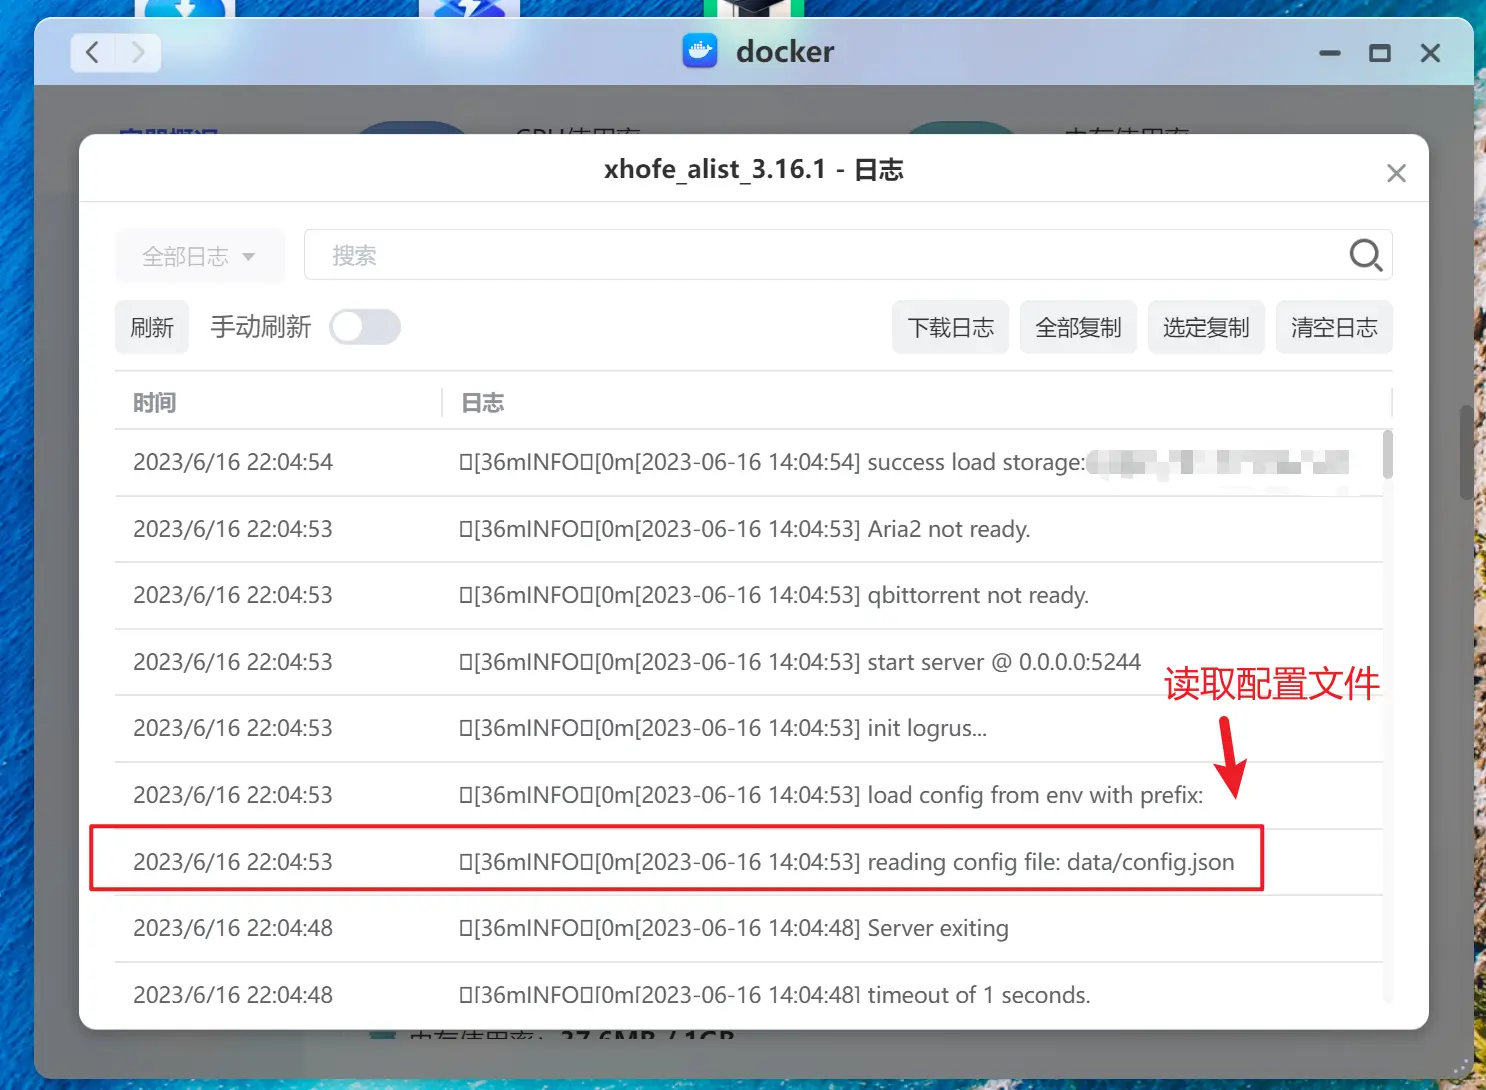 docker
xhofe_alist_3.16.1 - 日志
全部日志
搜索
刷新
手动刷新
下载日志
全部复制
选定复制
清空日志
时间
日志
2023/6/16 22:04:54 [36mINFO[0m[2023-06-16 14:04:54] success load storage:
2023/6/16 22:04:53 [36mINFO[0m[2023-06-16 14:04:53] Aria2 not ready.
2023/6/16 22:04:53 [36mINFO[0m[2023-06-16 14:04:53] qbittorrent not ready.
2023/6/16 22:04:53 [36mINFO[0m[2023-06-16 14:04:53] start server @ 0.0.0.0:5244
读取配置文件
2023/6/16 22:04:53 [36mINFO[0m[2023-06-16 14:04:53] init logrus...
2023/6/16 22:04:53 [36mINFO[0m[2023-06-16 14:04:53] load config from env with prefix:
2023/6/16 22:04:53 [36mINFO[0m[2023-06-16 14:04:53] reading config file: data/config.json
2023/6/16 22:04:48 [36mINFO[0m[2023-06-16 14:04:48] Server exiting
2023/6/16 22:04:48 [36mINFO[0m[2023-06-16 14:04:48] timeout of 1 seconds.